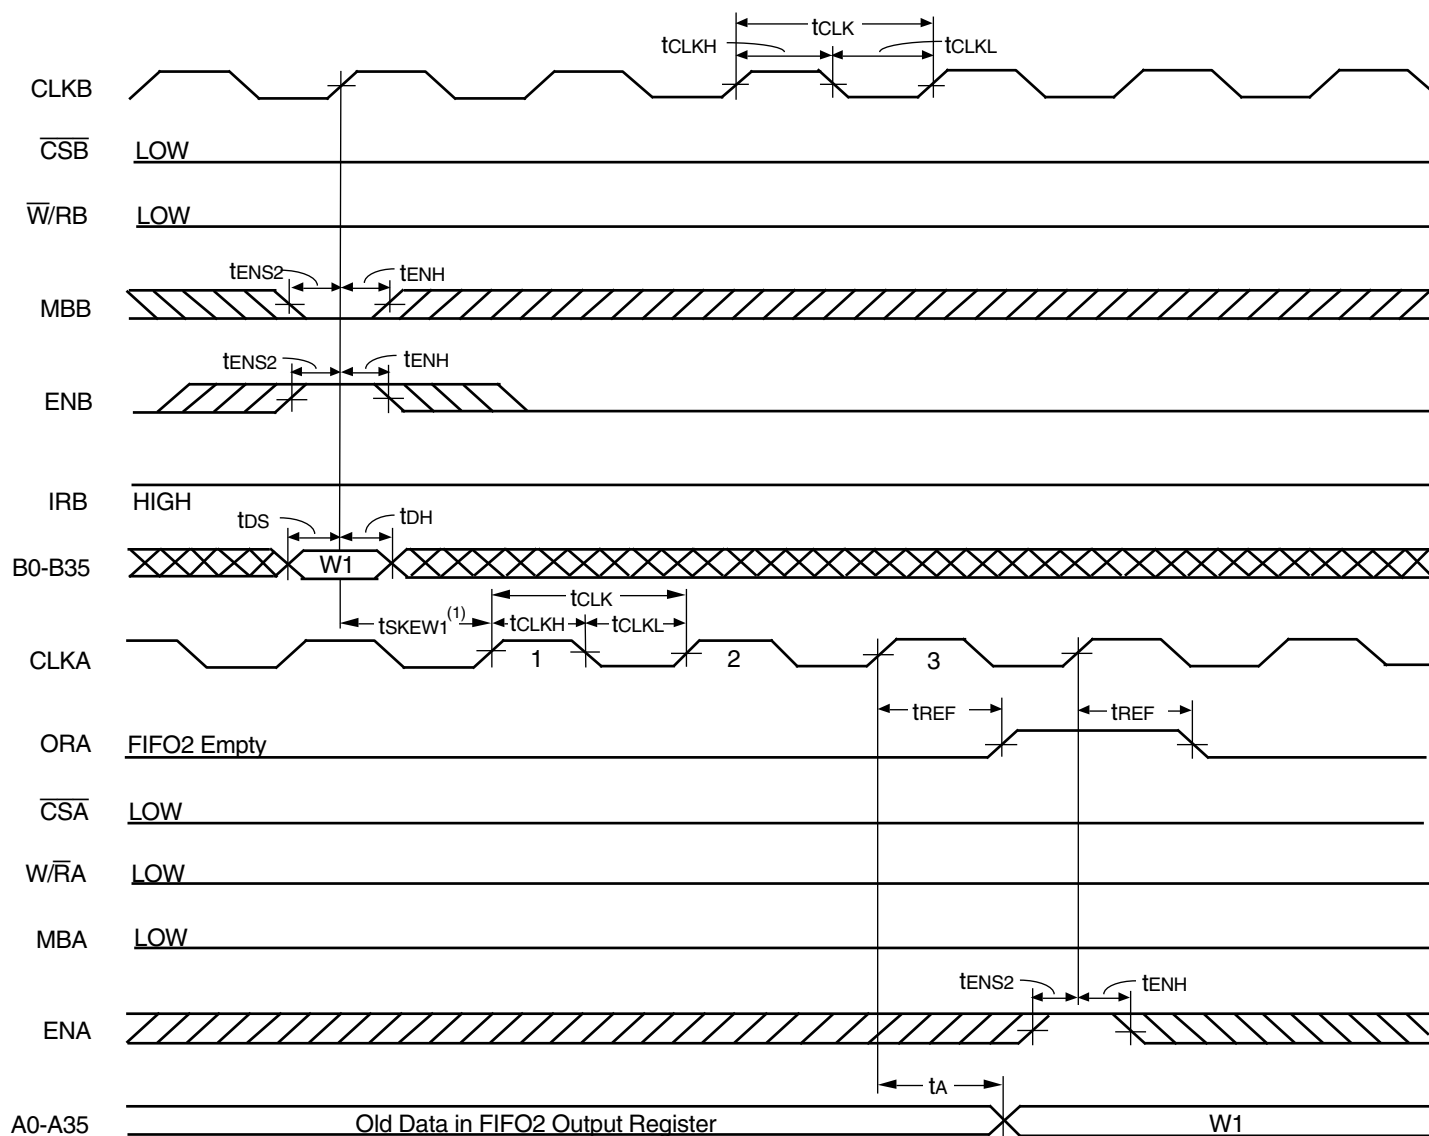 tCLK
tCLKH tCLKL
CLKB
CSB LOW
W/RB LOW
tENS2 tENH
MBB
tENS2 tENH
ENB
IRB HIGH
tDS tDH
B0-B35 W1
tCLK
tSKEW1(1) tCLKH tCLKL
CLKA 1 2 3
tREF tREF
ORA FIFO2 Empty
CSA LOW
W/RA LOW
MBA LOW
tENS2 tENH
ENA
tA
A0-A35 Old Data in FIFO2 Output Register W1